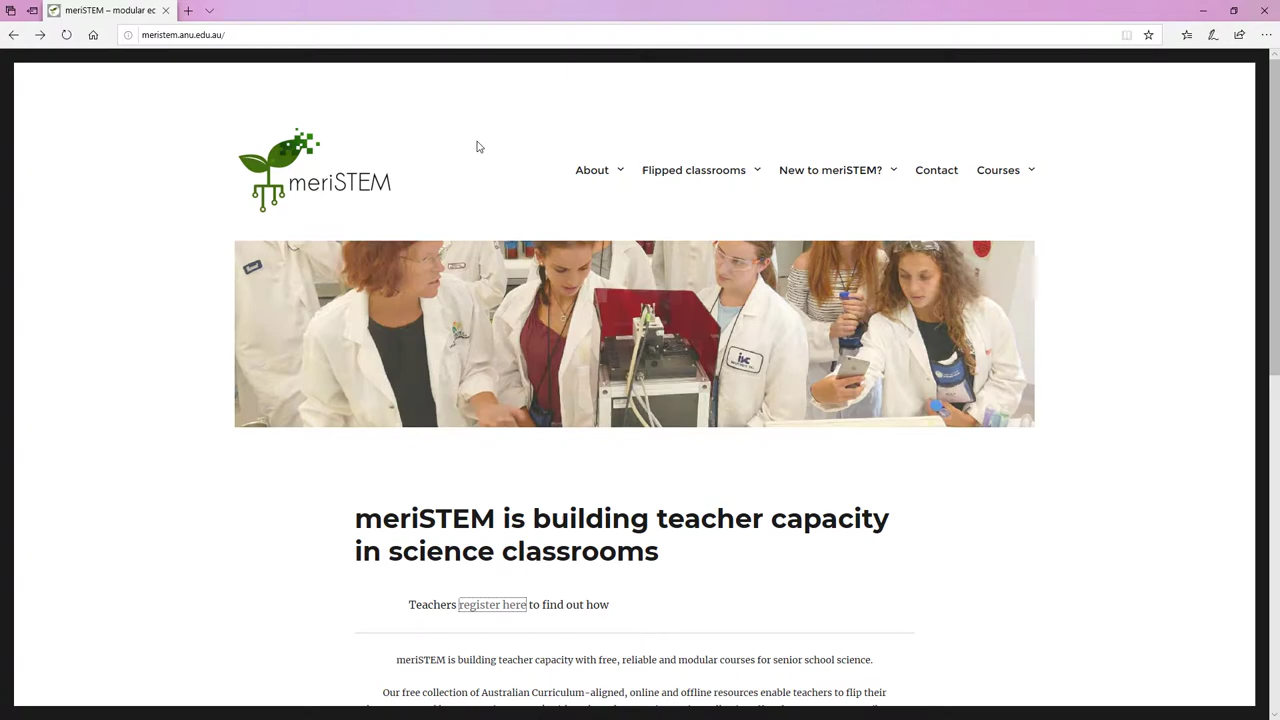 meriSTEM – modular ec
meristem.anu.edu.au/
meriSTEM
About
Flipped classrooms
New to meriSTEM?
Contact
Courses
meriSTEM is building teacher capacity
in science classrooms
Teachers register here to find out how
meriSTEM is building teacher capacity with free, reliable and modular courses for senior school science.
Our free collection of Australian Curriculum-aligned, online and offline resources enable teachers to flip their